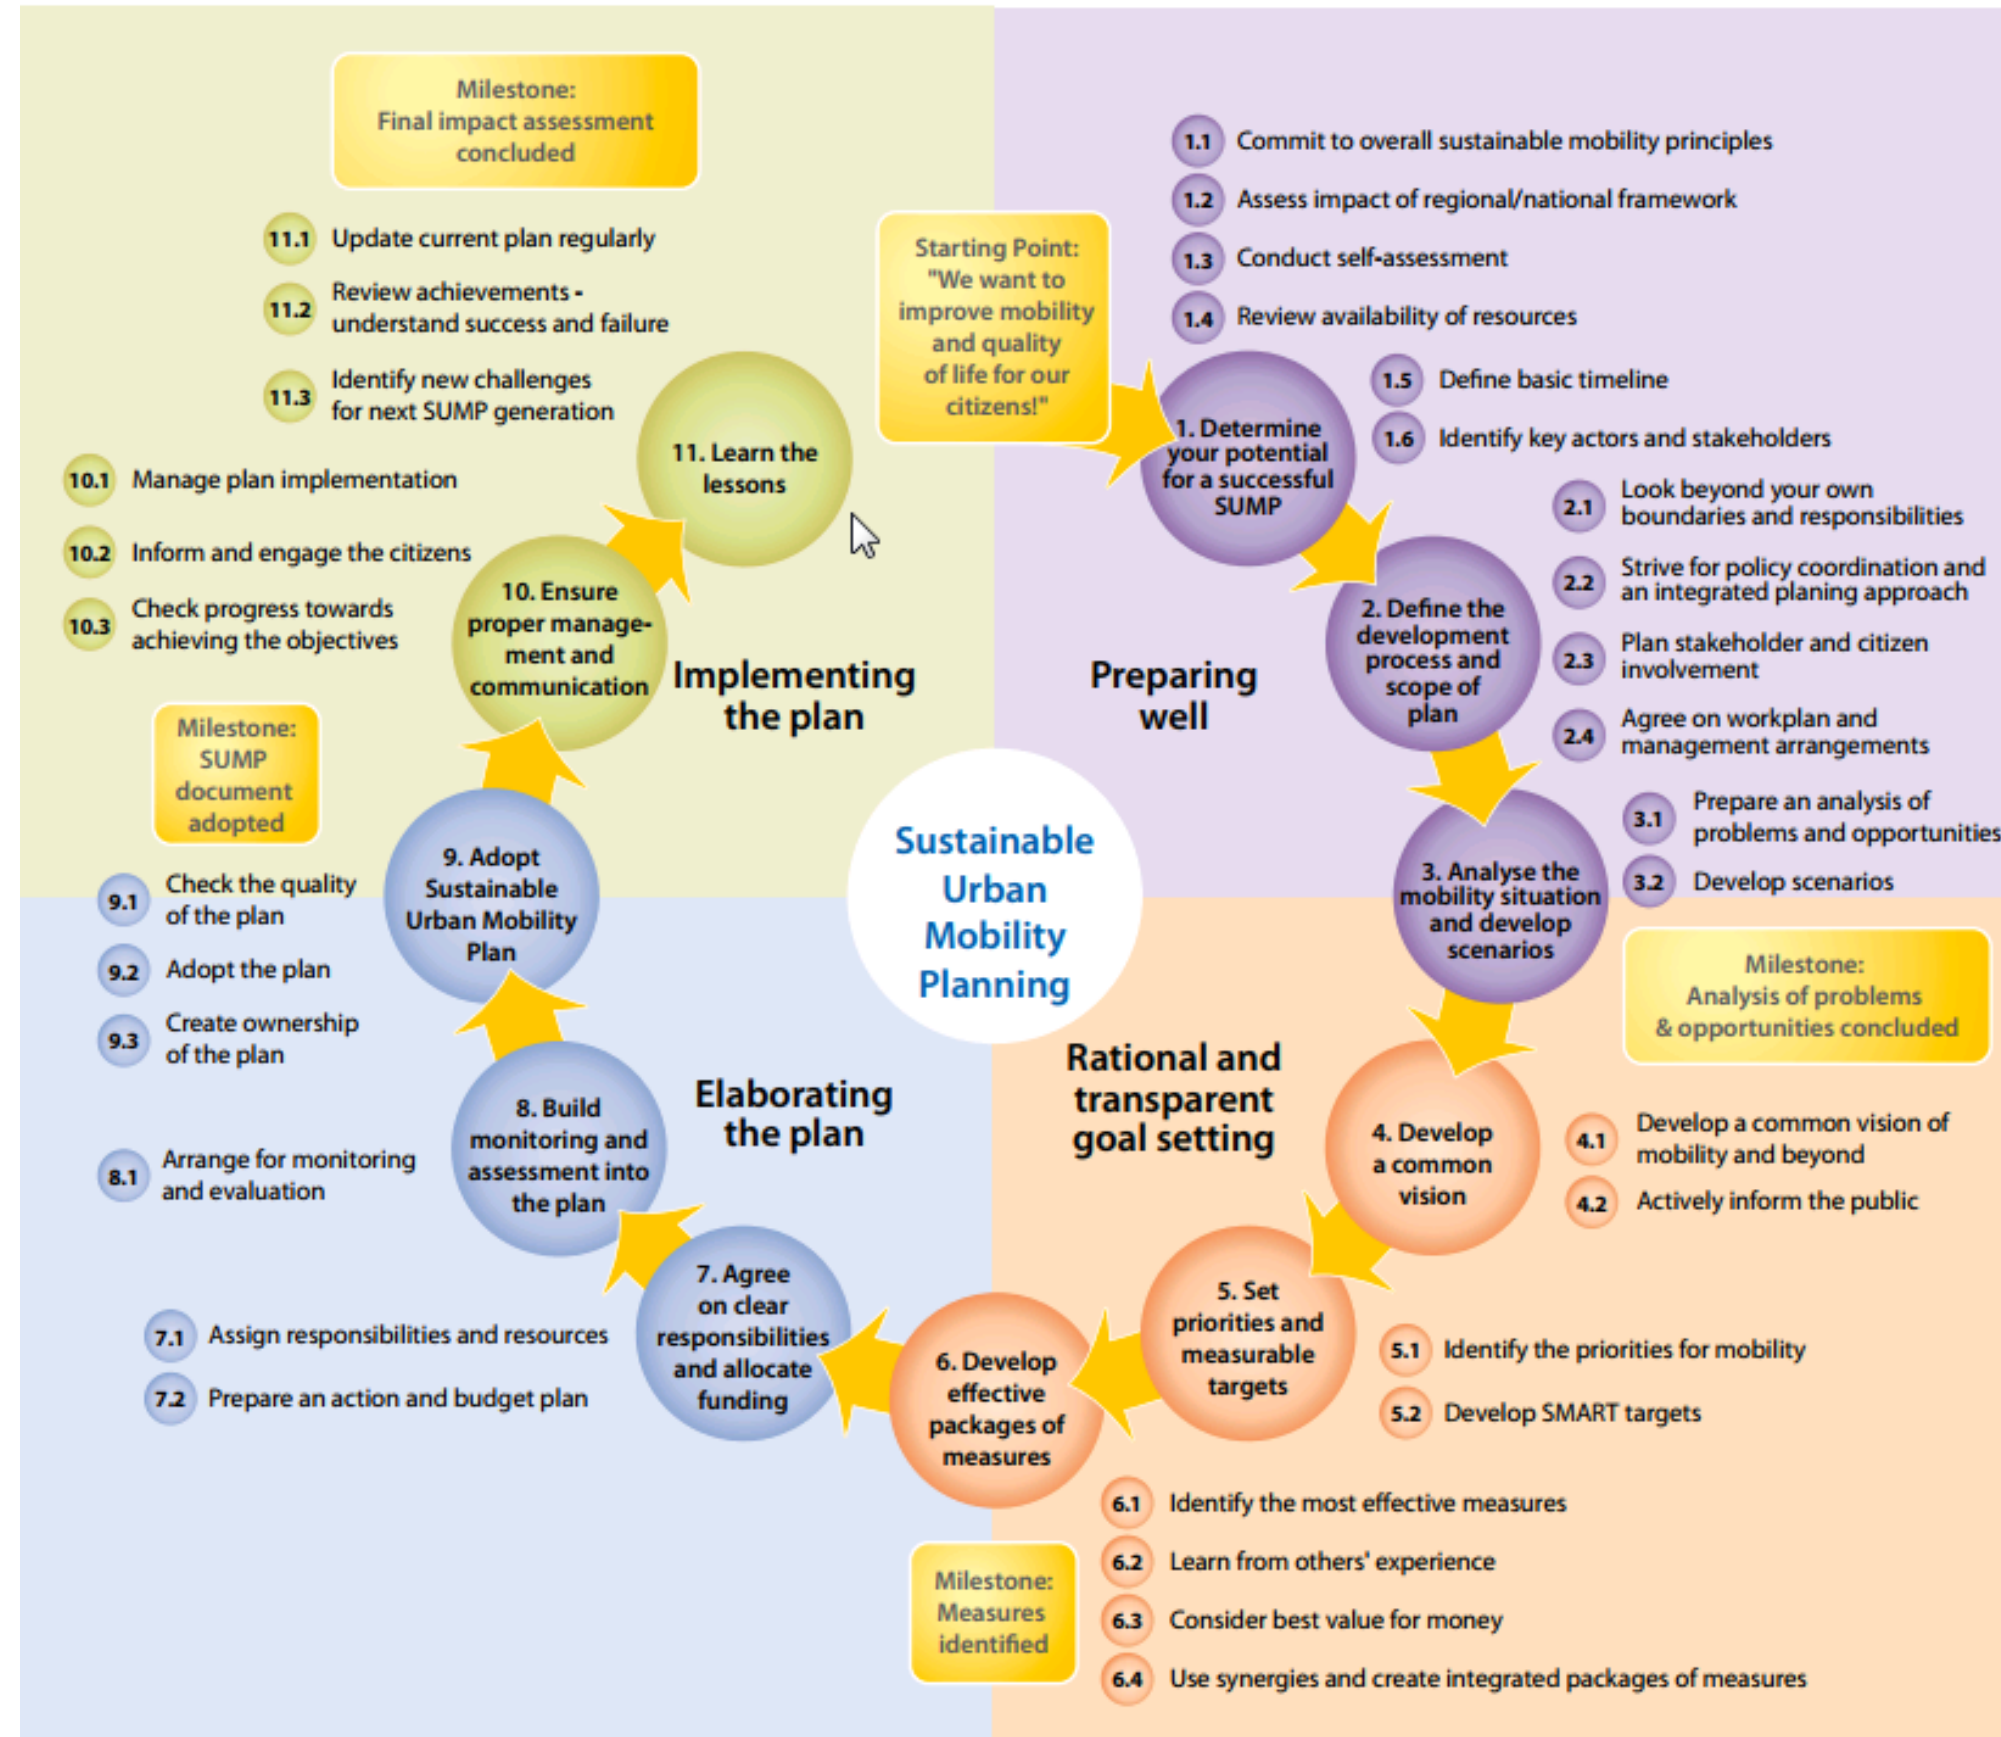 Milestone:
Final impact assessment
concluded
11.1 Update current plan regularly
11.2 Review achievements -
understand success and failure
11.3 Identify new challenges
for next SUMP generation
11. Learn the
lessons
10.1 Manage plan implementation
10.2 Inform and engage the citizens
10.3 Check progress towards
achieving the objectives
10. Ensure
proper manage-
ment and
communication
Implementing
the plan
Starting Point:
"We want to
improve mobility
and quality
of life for our
citizens!"
1.1 Commit to overall sustainable mobility principles
1.2 Assess impact of regional/national framework
1.3 Conduct self-assessment
1.4 Review availability of resources
1.5 Define basic timeline
1.6 Identify key actors and stakeholders
1. Determine
your potential
for a successful
SUMP
2.1 Look beyond your own
boundaries and responsibilities
2.2 Strive for policy coordination and
an integrated planing approach
2.3 Plan stakeholder and citizen
involvement
2.4 Agree on workplan and
management arrangements
2. Define the
development
process and
scope of
plan
Preparing
well
3.1 Prepare an analysis of
problems and opportunities
3.2 Develop scenarios
3. Analyse the
mobility situation
and develop
scenarios
Milestone:
Analysis of problems
& opportunities concluded
Sustainable
Urban
Mobility
Planning
Rational and
transparent
goal setting
4. Develop
a common
vision
4.1 Develop a common vision of
mobility and beyond
4.2 Actively inform the public
5. Set
priorities and
measurable
targets
5.1 Identify the priorities for mobility
5.2 Develop SMART targets
6. Develop
effective
packages of
measures
6.1 Identify the most effective measures
6.2 Learn from others' experience
6.3 Consider best value for money
6.4 Use synergies and create integrated packages of measures
Milestone:
Measures
identified
Elaborating
the plan
7. Agree
on clear
responsibilities
and allocate
funding
7.1 Assign responsibilities and resources
7.2 Prepare an action and budget plan
8. Build
monitoring and
assessment into
the plan
8.1 Arrange for monitoring
and evaluation
9. Adopt
Sustainable
Urban Mobility
Plan
9.1 Check the quality
of the plan
9.2 Adopt the plan
9.3 Create ownership
of the plan
Milestone:
SUMP
document
adopted